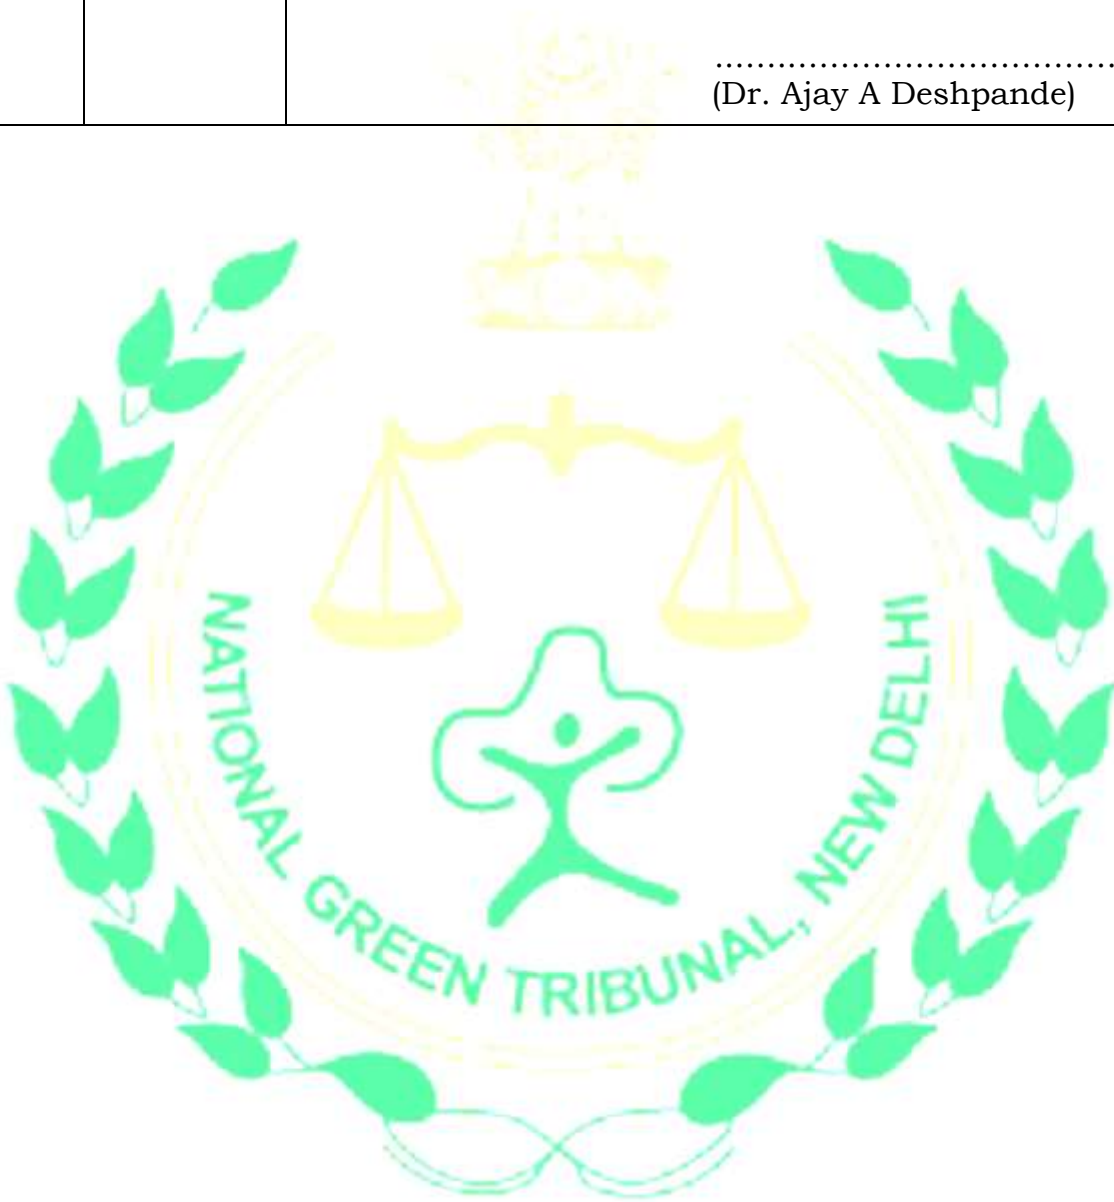 ……………………………………
(Dr. Ajay A Deshpande)
NATIONAL GREEN TRIBUNAL, NEW DELHI